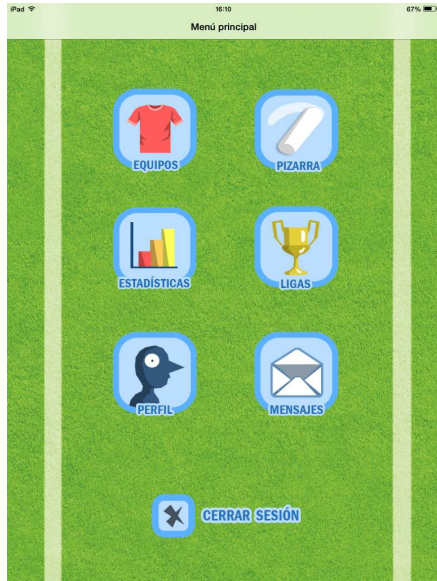 iPad 16:10 67%
Menú principal
EQUIPOS PIZARRA
ESTADÍSTICAS LIGAS
PERFIL MENSAJES
CERRAR SESIÓN